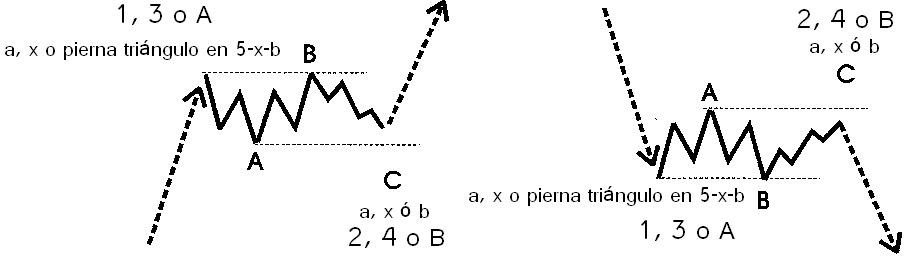 1, 3 o A
a, x o pierna triángulo en 5-x-b
B
A
C
a, x ó b
2, 4 o B
2, 4 o B
a, x ó b
C
A
a, x o pierna triángulo en 5-x-b
B
1, 3 o A